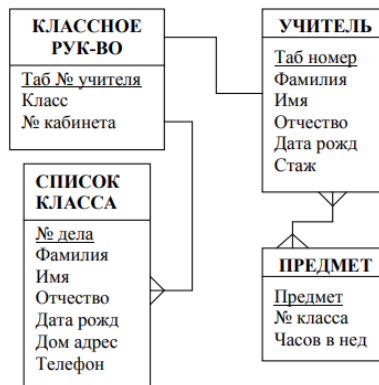 КЛАССНОЕ
РУК-ВО
Таб № учителя
Класс
№ кабинета
УЧИТЕЛЬ
Таб номер
Фамилия
Имя
Отчество
Дата рожд
Стаж
СПИСОК
КЛАССА
№ дела
Фамилия
Имя
Отчество
Дата рожд
Дом адрес
Телефон
ПРЕДМЕТ
Предмет
№ класса
Часов в нед